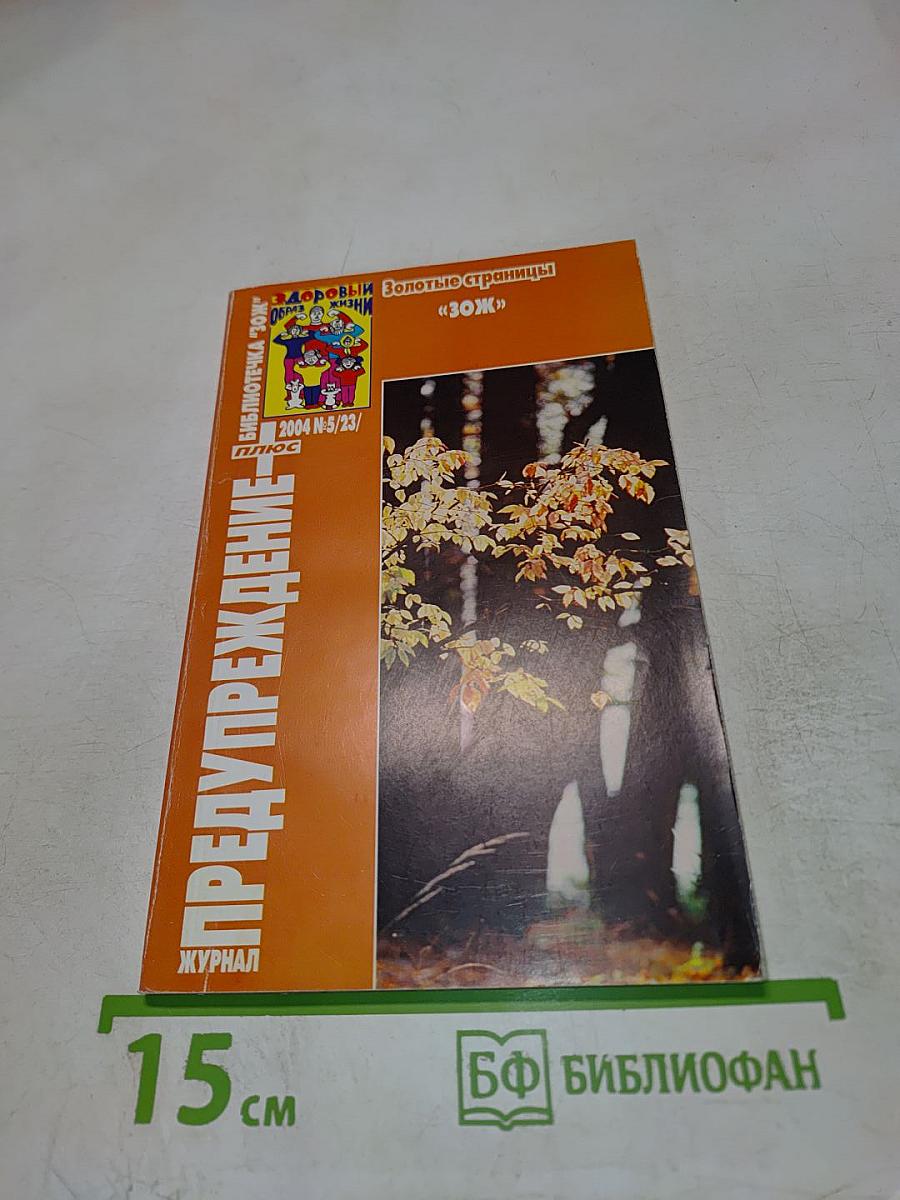 ЗДОРОВЫЙ
ОБРАЗ ЖИЗНИ
Золотые страницы
«ЗОЖ»
БИБЛИОТЕЧКА "ЗОЖ"
2004 №5/23/
ПЛЮС
ЖУРНАЛ
ПРЕДУПРЕЖДЕНИЕ
15 см
БФ БИБЛИОФАН